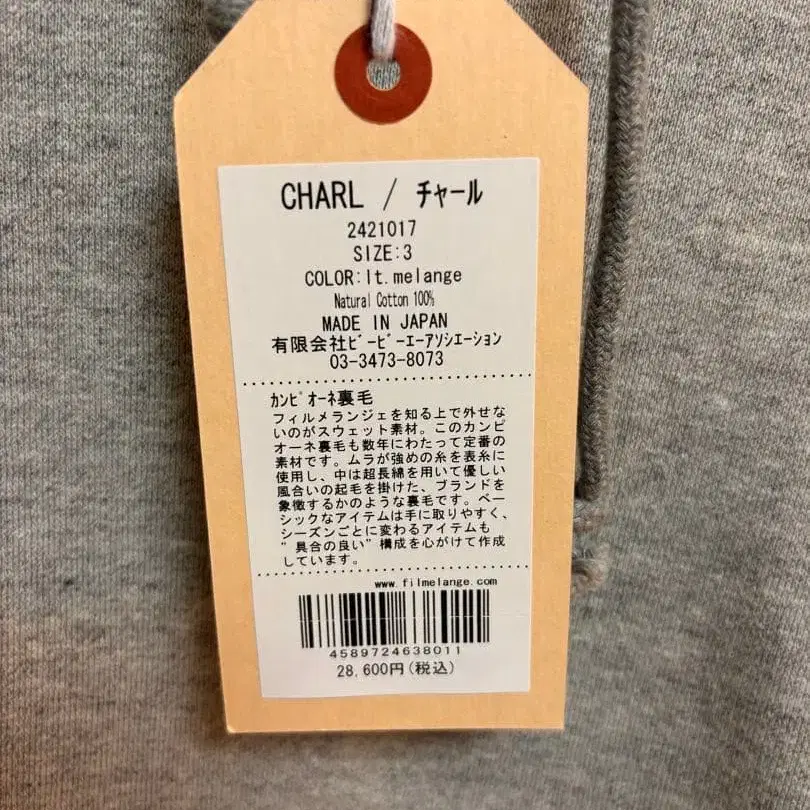 CHARL / チャール
2421017
SIZE:3
COLOR:lt.melange
Natural Cotton 100%
MADE IN JAPAN
有限会社ﾋﾞｰﾋﾞｰｴｰｱｿｼｴｰｼｮﾝ
03-3473-8073
ｶﾝﾋﾟｵｰﾈ裏毛
フィルメランジェを知る上で外せな
いのがスウェット素材。このカンピ
オーネ裏毛も数年にわたって定番の
素材です。ムラが強めの糸を表糸に
使用し、中は超長綿を用いて優しい
風合いの起毛を掛けた、ブランドを
象徴するかのような裏毛です。ベー
シックなアイテムは手に取りやすく、
シーズンごとに変わるアイテムも
"具合の良い"構成を心がけて作成
しています。
www.filmelange.com
4589724638011
28,600円(税込)